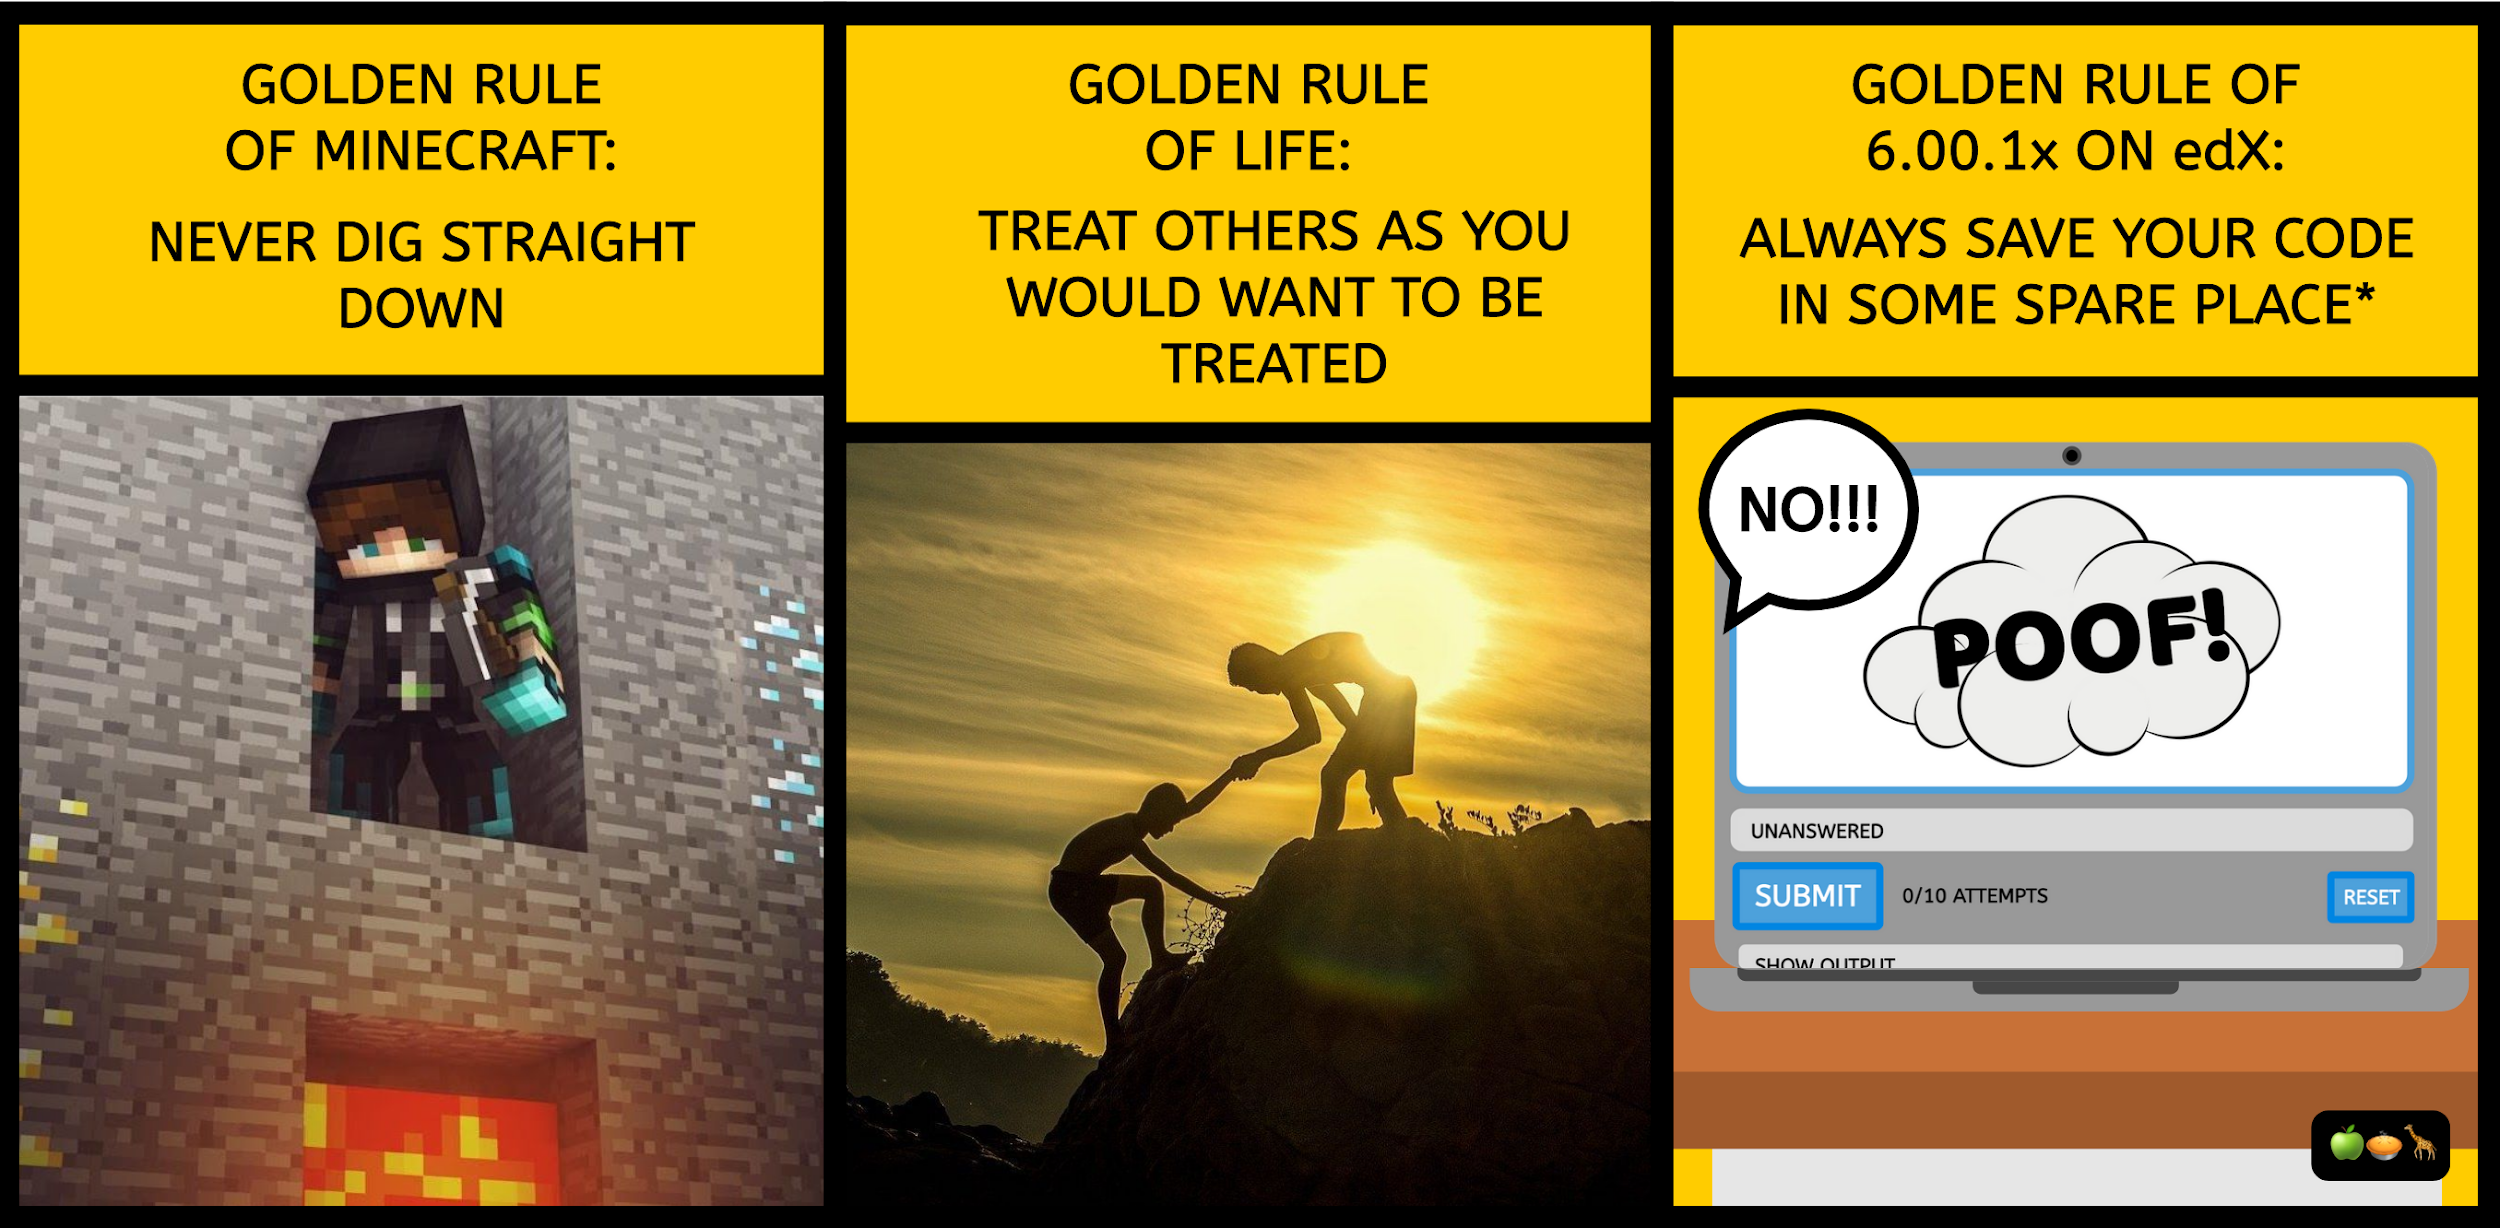 GOLDEN RULE
OF MINECRAFT:
NEVER DIG STRAIGHT
DOWN
GOLDEN RULE
OF LIFE:
TREAT OTHERS AS YOU
WOULD WANT TO BE
TREATED
GOLDEN RULE OF
6.00.1x ON edX:
ALWAYS SAVE YOUR CODE
IN SOME SPARE PLACE*
NO!!!
POOF!
UNANSWERED
SUBMIT
0/10 ATTEMPTS
RESET
SHOW OUTPUT